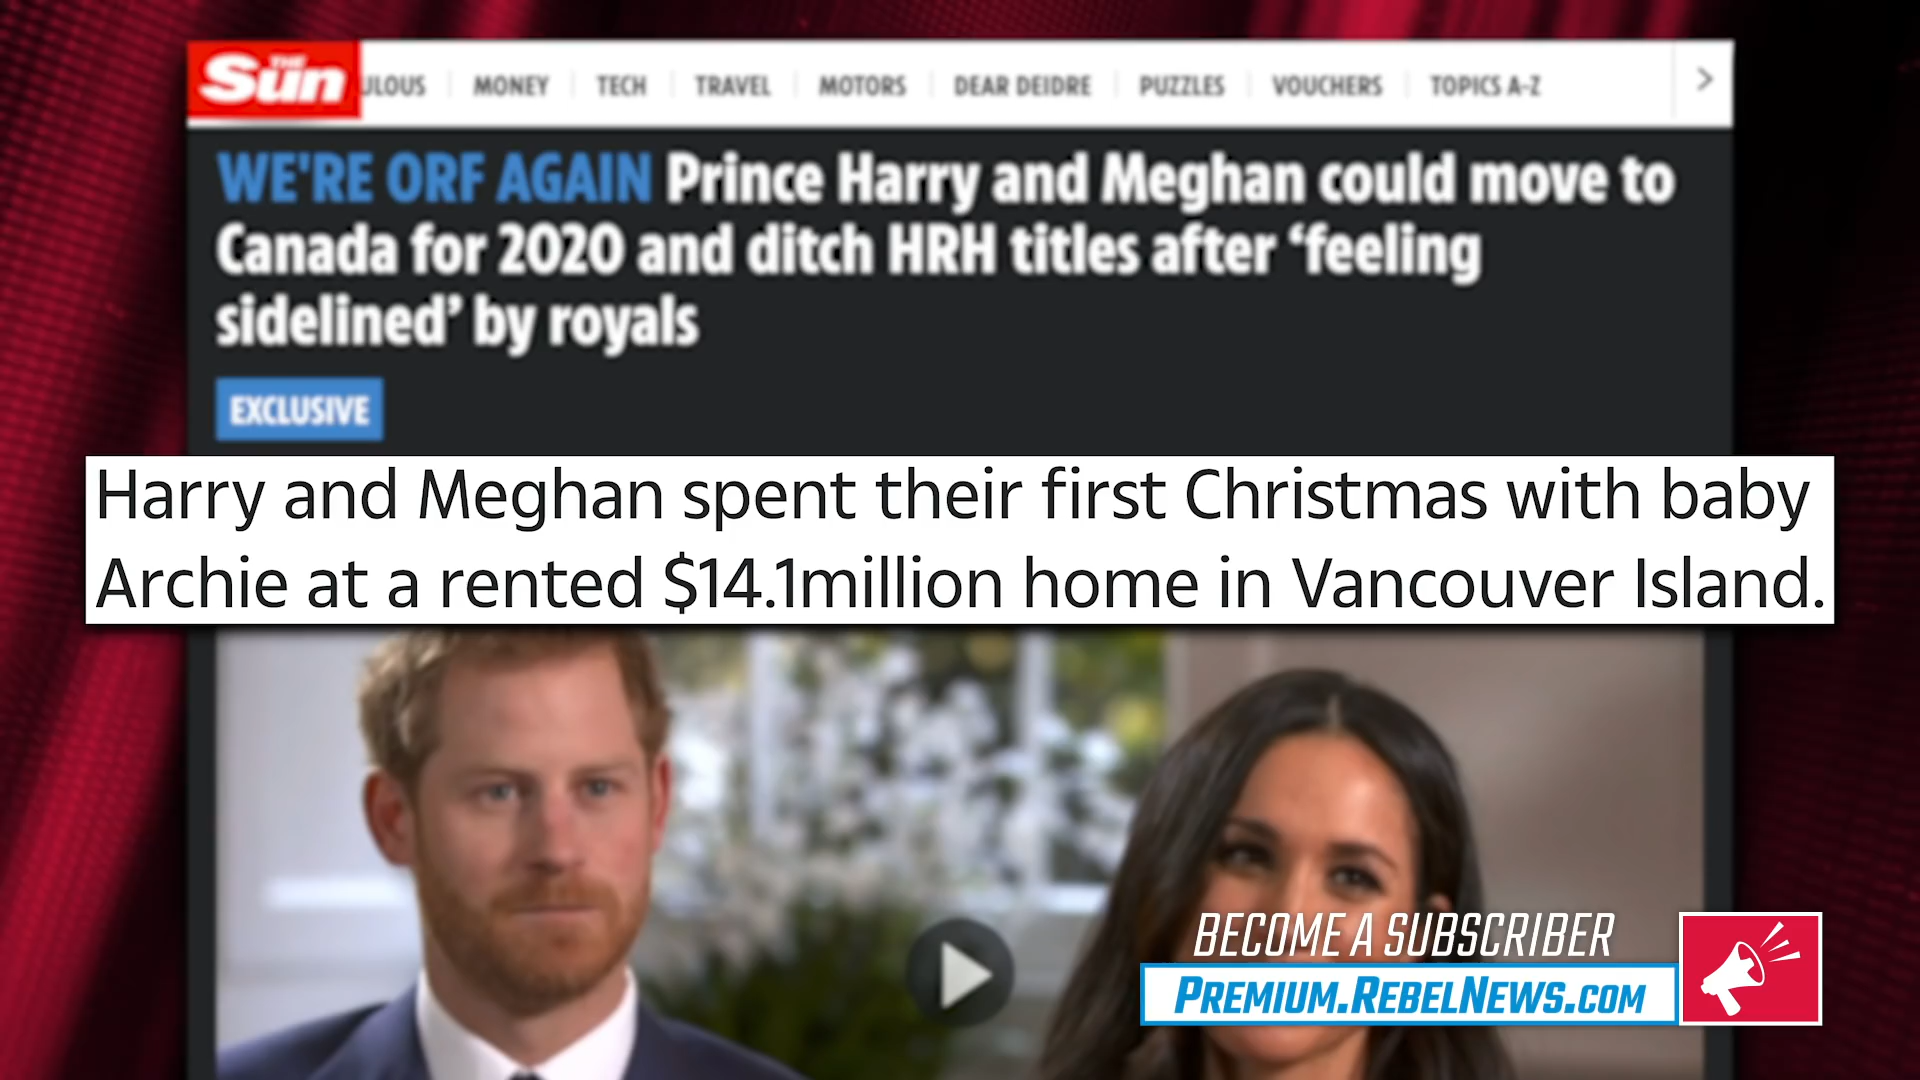 THE Sun
ULOUS MONEY TECH TRAVEL MOTORS DEAR DEIDRE PUZZLES VOUCHERS TOPICS A-Z >
WE'RE ORF AGAIN Prince Harry and Meghan could move to
Canada for 2020 and ditch HRH titles after ‘feeling
sidelined’ by royals
EXCLUSIVE
Harry and Meghan spent their first Christmas with baby
Archie at a rented $14.1million home in Vancouver Island.
BECOME A SUBSCRIBER
PREMIUM.REBELNEWS.COM